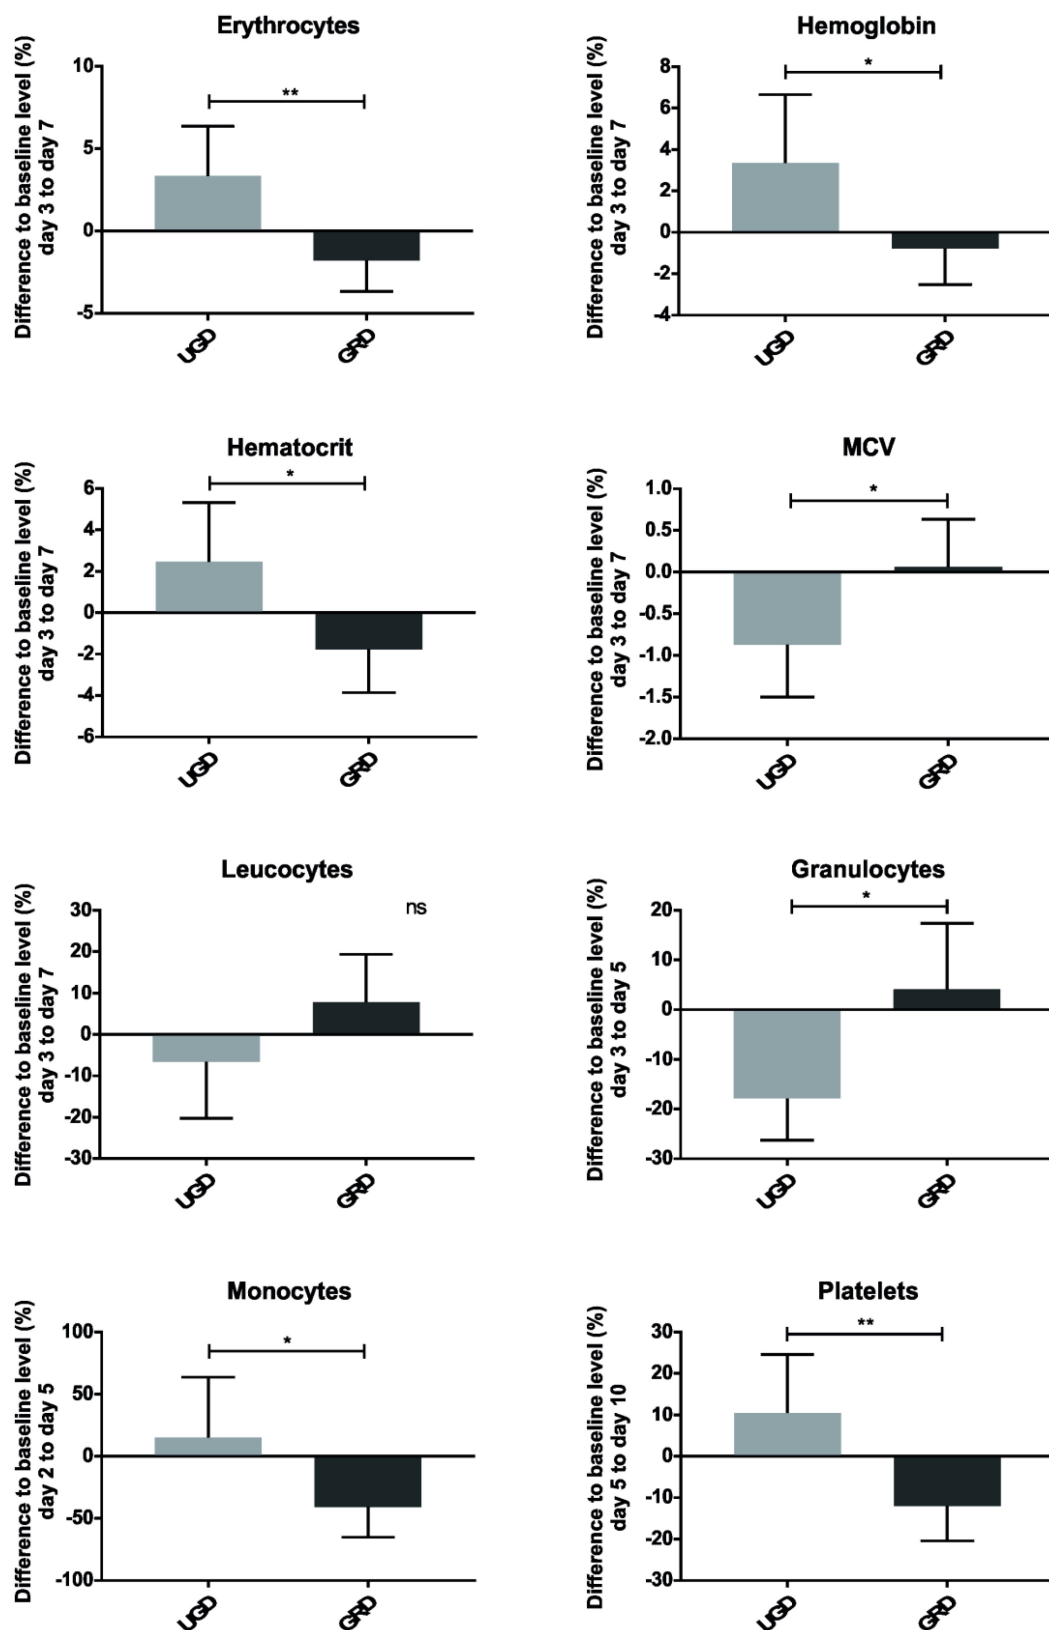 Erythrocytes
Difference to baseline level (%)
day 3 to day 7
10
5
0
-5
**
UGD
GRD
Hemoglobin
Difference to baseline level (%)
day 3 to day 7
8
6
4
2
0
-2
-4
*
UGD
GRD
Hematocrit
Difference to baseline level (%)
day 3 to day 7
6
4
2
0
-2
-4
-6
*
UGD
GRD
MCV
Difference to baseline level (%)
day 3 to day 7
1.0
0.5
0.0
-0.5
-1.0
-1.5
-2.0
*
UGD
GRD
Leucocytes
Difference to baseline level (%)
day 3 to day 7
30
20
10
0
-10
-20
-30
ns
UGD
GRD
Granulocytes
Difference to baseline level (%)
day 3 to day 5
20
10
0
-10
-20
-30
*
UGD
GRD
Monocytes
Difference to baseline level (%)
day 2 to day 5
100
50
0
-50
-100
*
UGD
GRD
Platelets
Difference to baseline level (%)
day 5 to day 10
30
20
10
0
-10
-20
-30
**
UGD
GRD